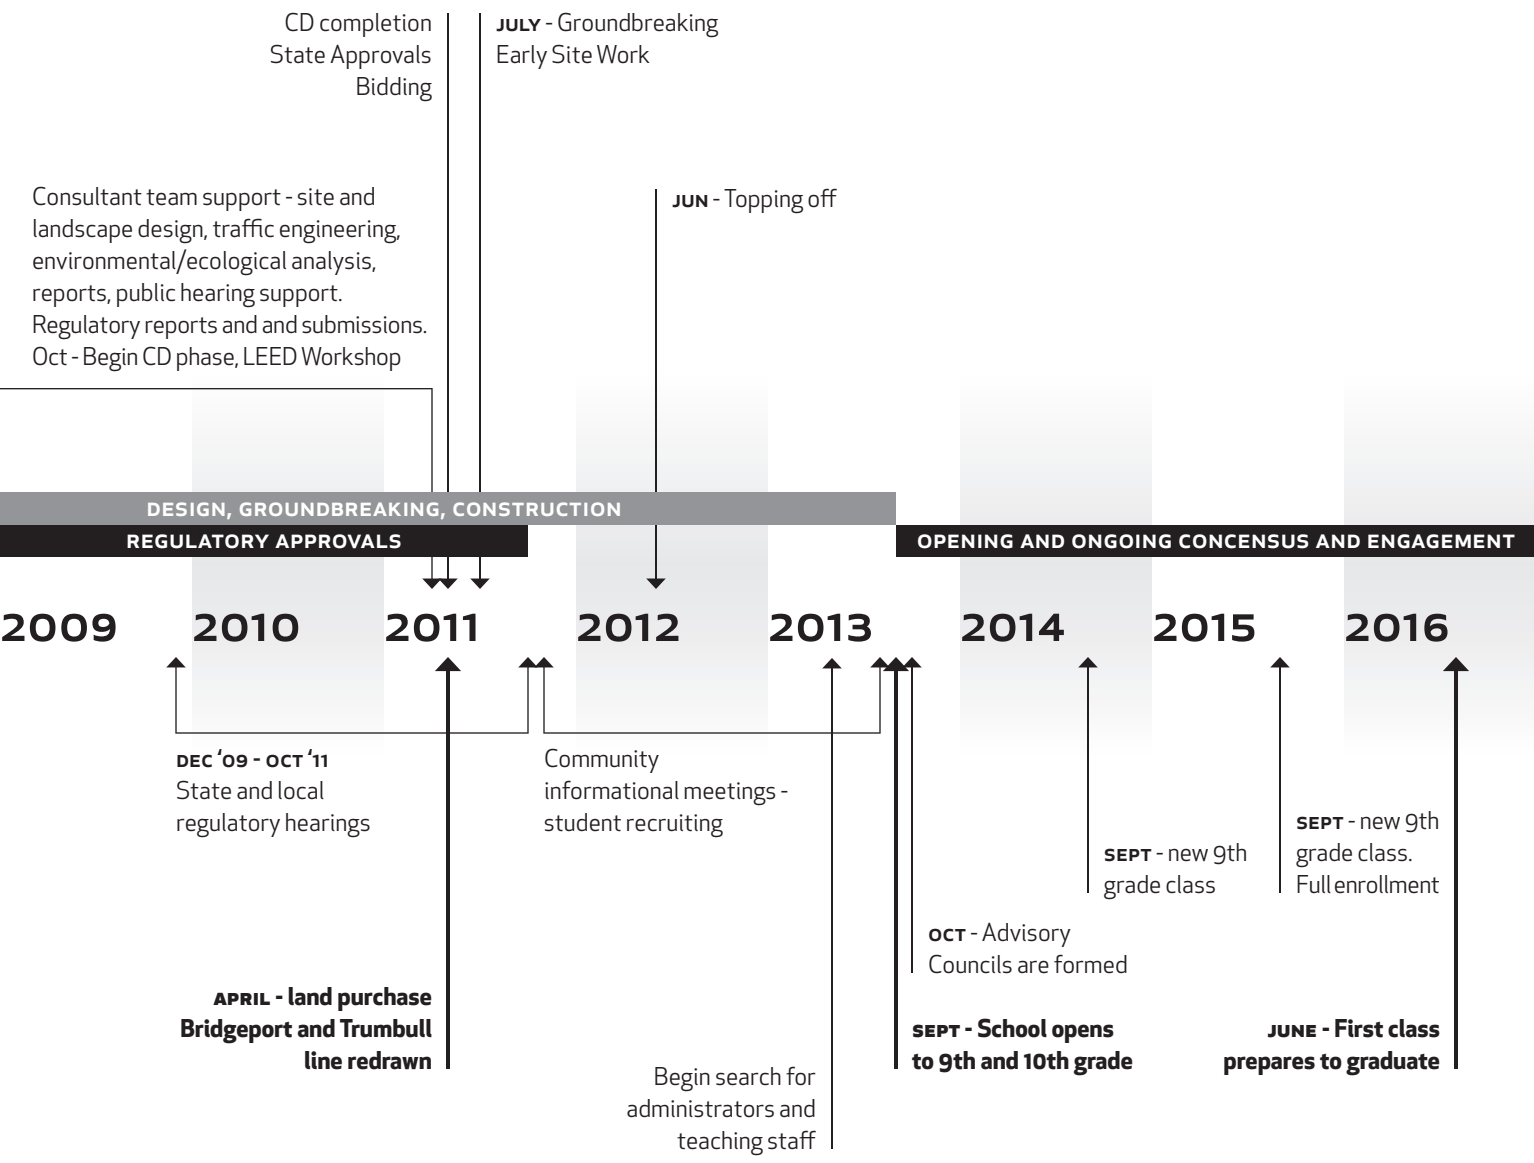 CD completion
State Approvals
Bidding
JULY - Groundbreaking
Early Site Work
Consultant team support - site and
landscape design, traffic engineering,
environmental/ecological analysis,
reports, public hearing support.
Regulatory reports and and submissions.
Oct - Begin CD phase, LEED Workshop
JUN - Topping off
DESIGN, GROUNDBREAKING, CONSTRUCTION
REGULATORY APPROVALS
OPENING AND ONGOING CONCENSUS AND ENGAGEMENT
2009 2010 2011 2012 2013 2014 2015 2016
DEC ‘09 - OCT ‘11
State and local
regulatory hearings
Community
informational meetings -
student recruiting
SEPT - new 9th
grade class
SEPT - new 9th
grade class.
Full enrollment
OCT - Advisory
Councils are formed
APRIL - land purchase
Bridgeport and Trumbull
line redrawn
SEPT - School opens
to 9th and 10th grade
JUNE - First class
prepares to graduate
Begin search for
administrators and
teaching staff